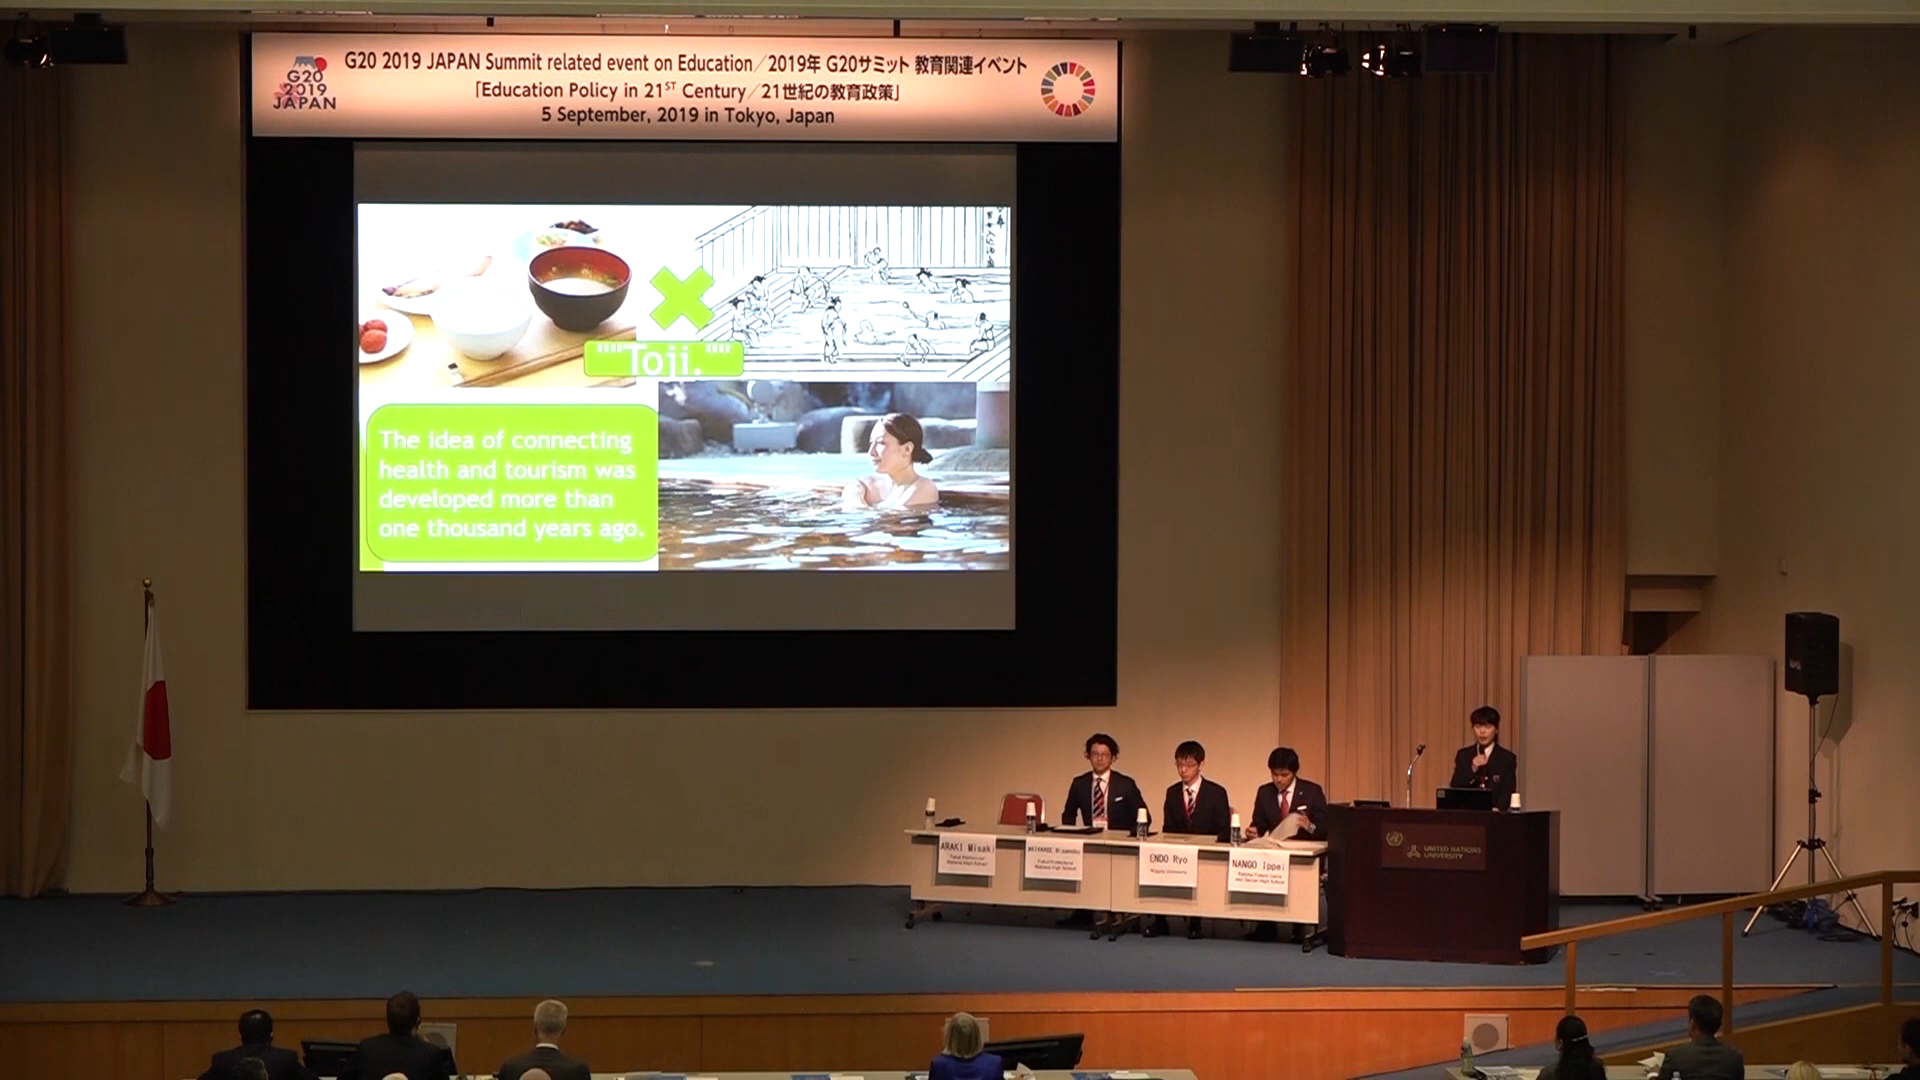 G20
2019
JAPAN
G20 2019 JAPAN Summit related event on Education／2019年 G20サミット 教育関連イベント
「Education Policy in 21ST Century／21世紀の教育政策」
5 September, 2019 in Tokyo, Japan
""Toji.""
The idea of connecting
health and tourism was
developed more than
one thousand years ago.
ARAKI Misaki
ENDO Ryo
NANGO Ippei
UNITED NATIONS
UNIVERSITY